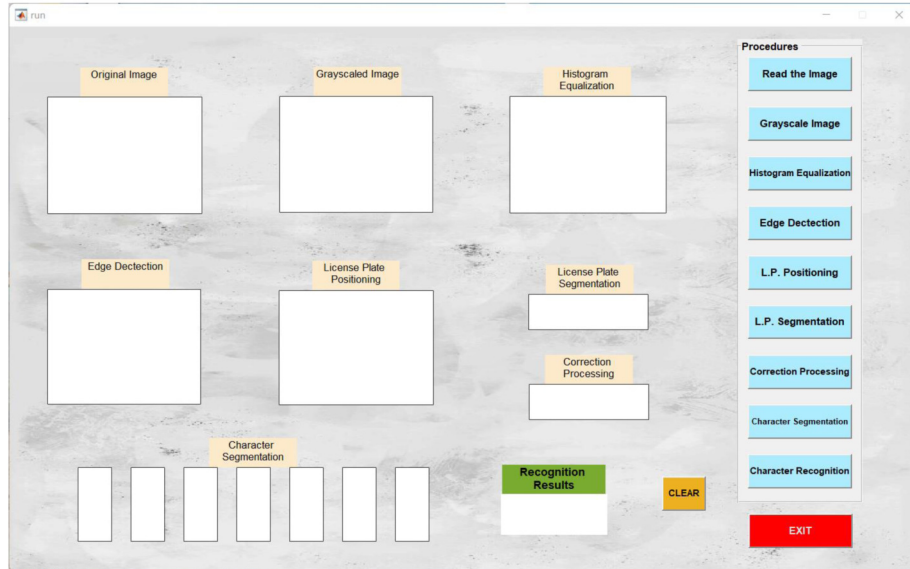 run
Original Image
Grayscaled Image
Histogram
Equalization
Edge Dectection
License Plate
Positioning
License Plate
Segmentation
Correction
Processing
Character
Segmentation
Recognition
Results
CLEAR
Procedures
Read the Image
Grayscale Image
Histogram Equalization
Edge Dectection
L.P. Positioning
L.P. Segmentation
Correction Processing
Character Segmentation
Character Recognition
EXIT